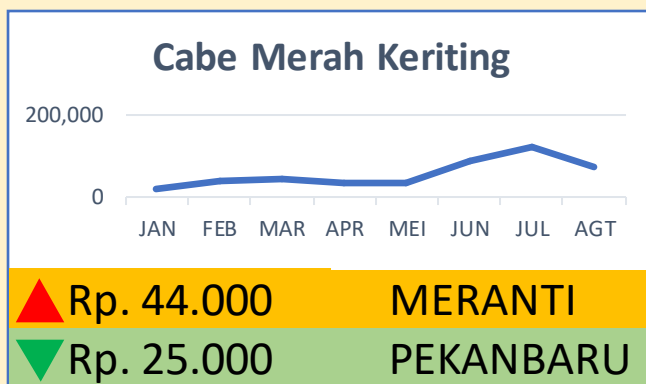 Cabe Merah Keriting
200,000
0
JAN FEB MAR APR MEI JUN JUL AGT
Rp. 44.000 MERANTI
Rp. 25.000 PEKANBARU